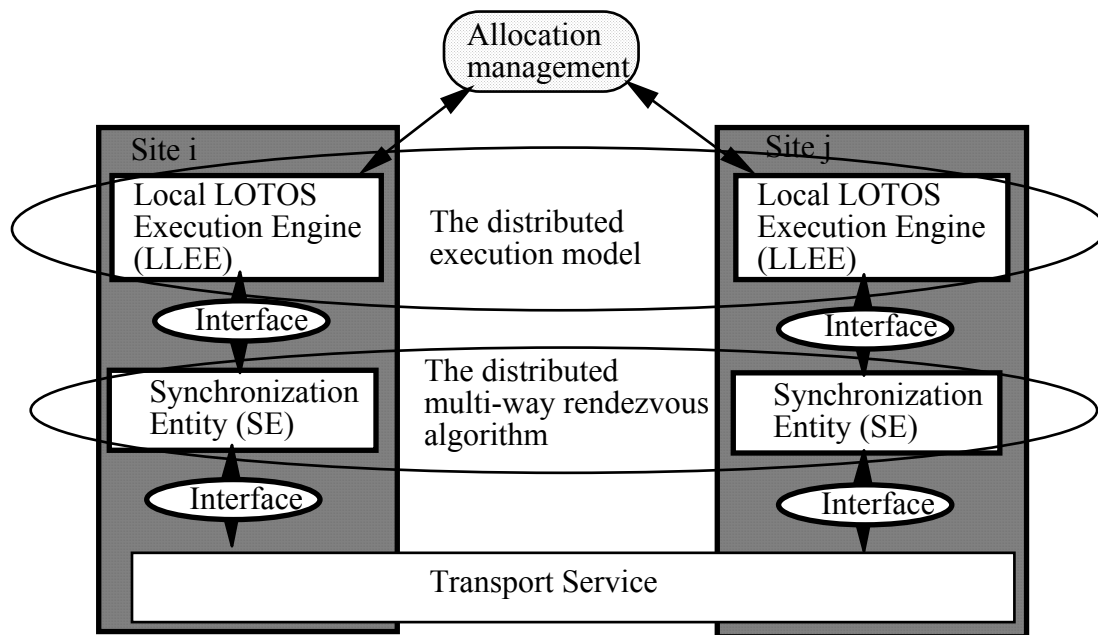 Allocation
management
Site i
Site j
Local LOTOS
Execution Engine
(LLEE)
The distributed
execution model
Local LOTOS
Execution Engine
(LLEE)
Interface
Interface
Synchronization
Entity (SE)
The distributed
multi-way rendezvous
algorithm
Synchronization
Entity (SE)
Interface
Interface
Transport Service